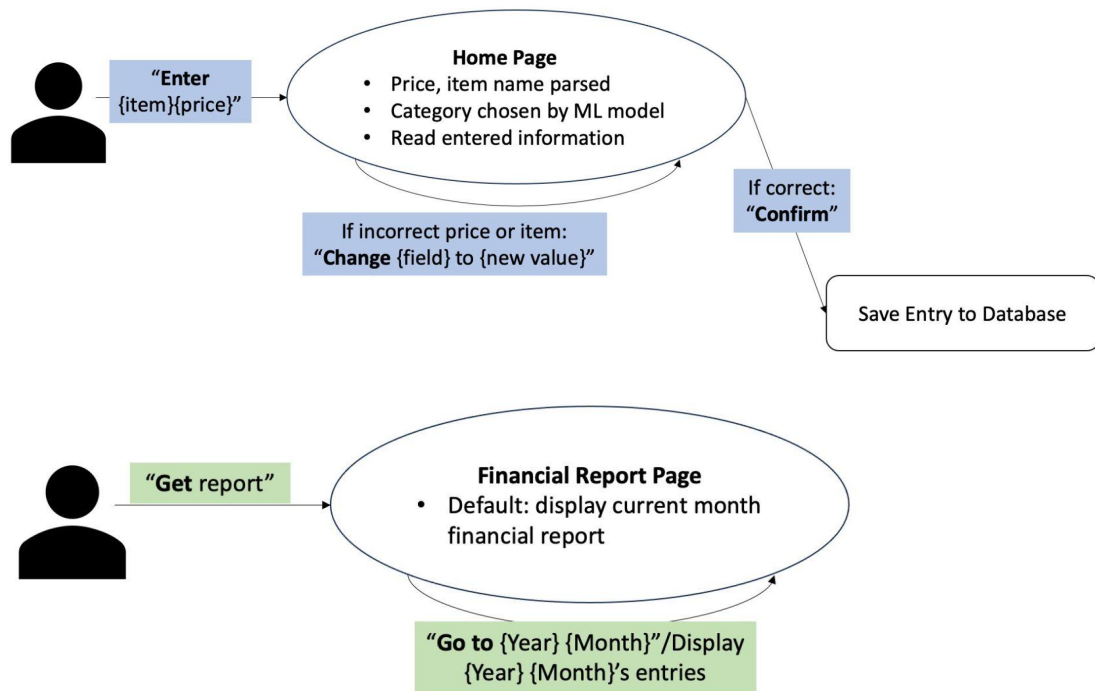 Home Page
“Enter
{item}{price}”
• Price, item name parsed
• Category chosen by ML model
• Read entered information
If correct:
“Confirm”
If incorrect price or item:
“Change {field} to {new value}”
Save Entry to Database
“Get report”
Financial Report Page
• Default: display current month
financial report
“Go to {Year} {Month}”/Display
{Year} {Month}’s entries